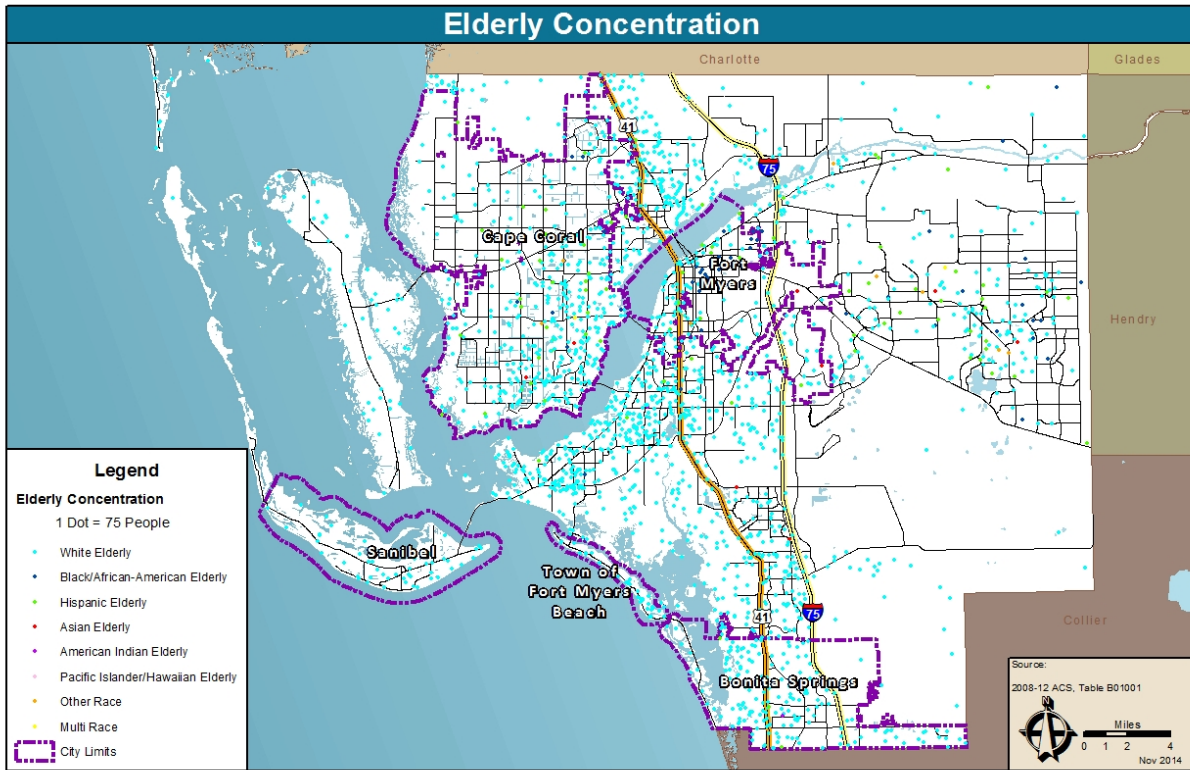 Elderly Concentration
Charlotte
Glades
41
75
Cape Coral
Fort
Myers
Hendry
Legend
Elderly Concentration
1 Dot = 75 People
White Elderly
Black/African-American Elderly
Hispanic Elderly
Asian Elderly
American Indian Elderly
Pacific Islander/Hawaiian Elderly
Other Race
Multi Race
City Limits
Sanibel
Town of
Fort Myers
Beach
41
75
Collier
Bonita Springs
Source:
2008-12 ACS, Table B01001
N
Miles
0 1 2 4
Nov 2014